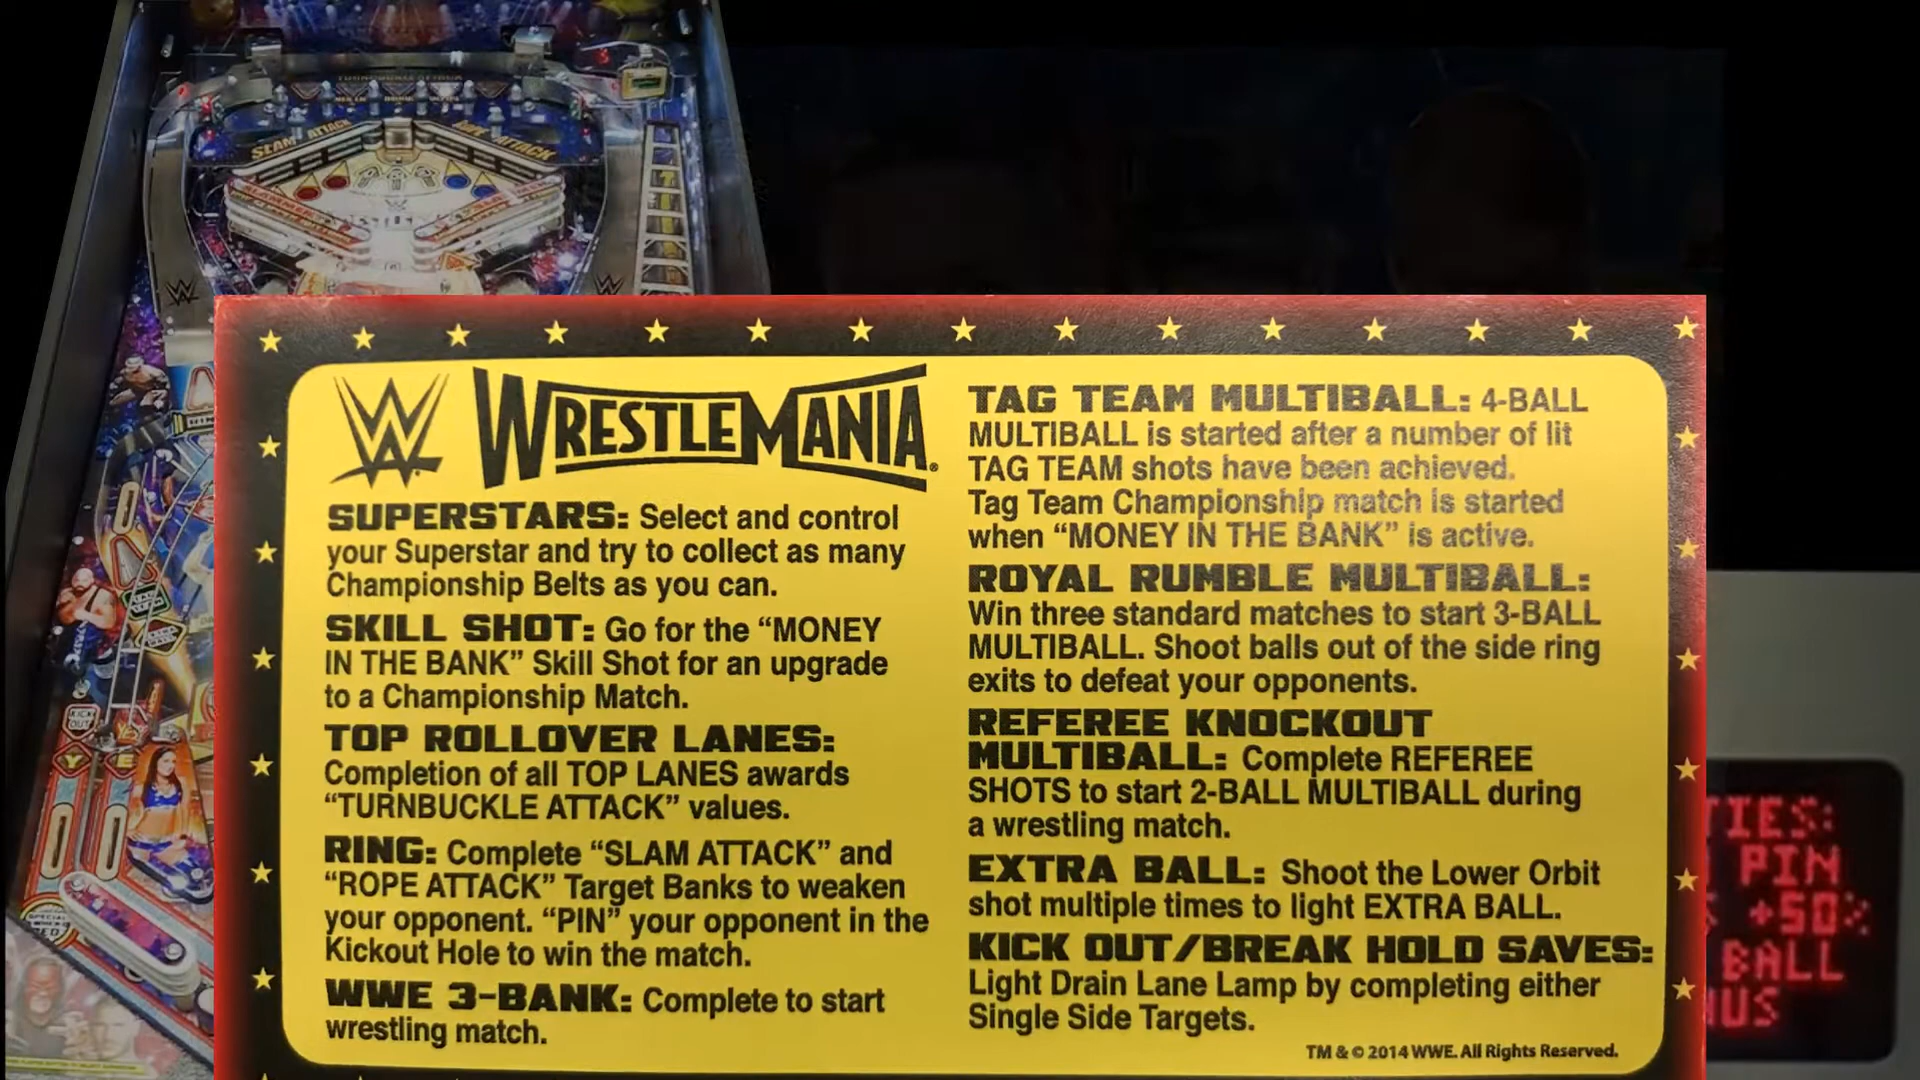 SLAM ATTACK
ROPE ATTACK
WRESTLEMANIA
SUPERSTARS: Select and control
your Superstar and try to collect as many
Championship Belts as you can.
SKILL SHOT: Go for the “MONEY
IN THE BANK” Skill Shot for an upgrade
to a Championship Match.
TOP ROLLOVER LANES:
Completion of all TOP LANES awards
“TURNBUCKLE ATTACK” values.
RING: Complete “SLAM ATTACK” and
“ROPE ATTACK” Target Banks to weaken
your opponent. “PIN” your opponent in the
Kickout Hole to win the match.
WWE 3-BANK: Complete to start
wrestling match.
TAG TEAM MULTIBALL: 4-BALL
MULTIBALL is started after a number of lit
TAG TEAM shots have been achieved.
Tag Team Championship match is started
when “MONEY IN THE BANK” is active.
ROYAL RUMBLE MULTIBALL:
Win three standard matches to start 3-BALL
MULTIBALL. Shoot balls out of the side ring
exits to defeat your opponents.
REFEREE KNOCKOUT
MULTIBALL: Complete REFEREE
SHOTS to start 2-BALL MULTIBALL during
a wrestling match.
EXTRA BALL: Shoot the Lower Orbit
shot multiple times to light EXTRA BALL.
KICK OUT/BREAK HOLD SAVES:
Light Drain Lane Lamp by completing either
Single Side Targets.
TM & © 2014 WWE. All Rights Reserved.
KICK
OUT
Y E
TIES:
PIN
+50%
BALL
NUS